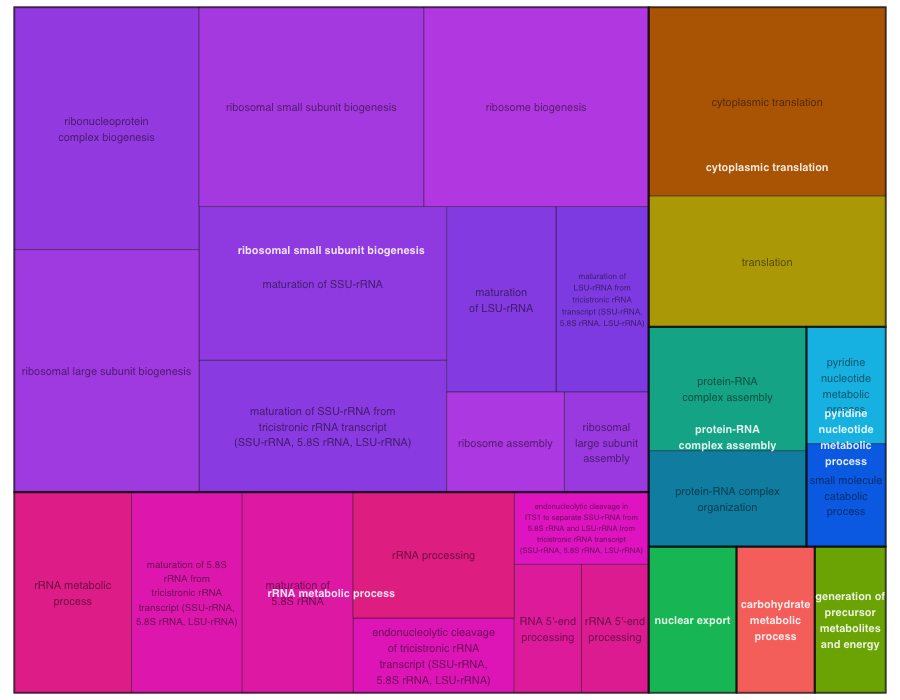 ribonucleoprotein
complex biogenesis
ribosomal small subunit biogenesis
ribosome biogenesis
ribosomal large subunit biogenesis
ribosomal small subunit biogenesis
maturation of SSU-rRNA
maturation
of LSU-rRNA
maturation of
LSU-rRNA from
tricistronic rRNA
transcript (SSU-rRNA,
5.8S rRNA, LSU-rRNA)
maturation of SSU-rRNA from
tricistronic rRNA transcript
(SSU-rRNA, 5.8S rRNA, LSU-rRNA)
ribosome assembly
ribosomal
large subunit
assembly
rRNA metabolic
process
maturation of 5.8S
rRNA from
tricistronic rRNA
transcript (SSU-rRNA,
5.8S rRNA, LSU-rRNA)
maturation of
5.8S rRNA
rRNA metabolic process
rRNA processing
endonucleolytic cleavage
of tricistronic rRNA
transcript (SSU-rRNA,
5.8S rRNA, LSU-rRNA)
endonucleolytic cleavage in
ITS1 to separate SSU-rRNA from
5.8S rRNA and LSU-rRNA from
tricistronic rRNA transcript
(SSU-rRNA, 5.8S rRNA, LSU-rRNA)
RNA 5'-end
processing
rRNA 5'-end
processing
cytoplasmic translation
cytoplasmic translation
translation
protein-RNA
complex assembly
protein-RNA
complex assembly
protein-RNA complex
organization
pyridine
nucleotide
metabolic
process
pyridine
nucleotide
metabolic
process
small molecule
catabolic
process
nuclear export
carbohydrate
metabolic
process
generation of
precursor
metabolites
and energy